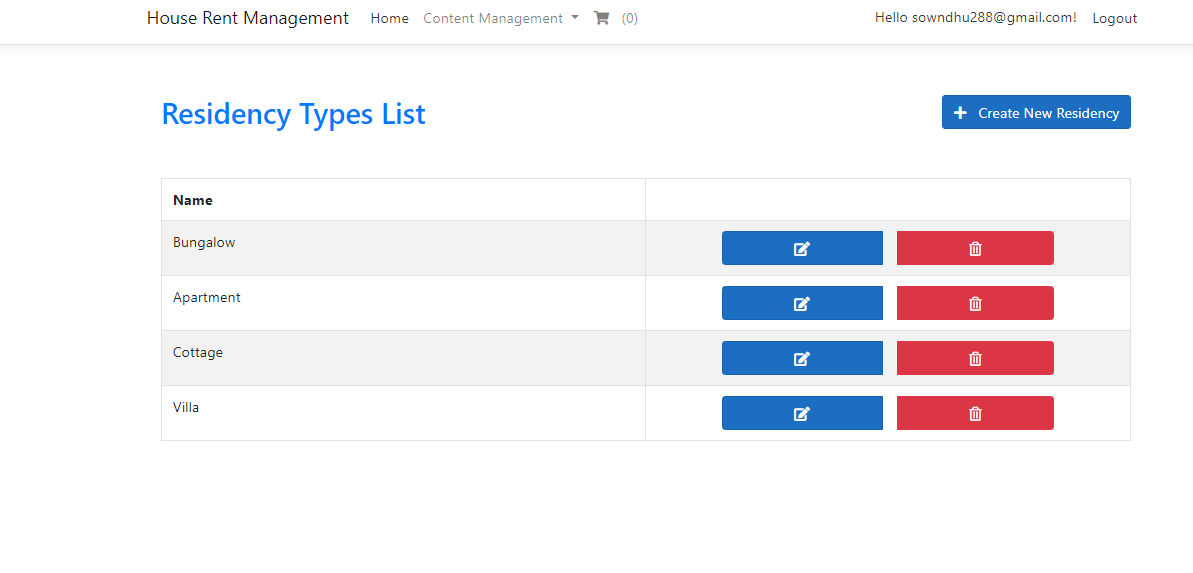 House Rent Management Home Content Management (0) Hello sowndhu288@gmail.com! Logout
Residency Types List
Create New Residency
Name
Bungalow
Apartment
Cottage
Villa